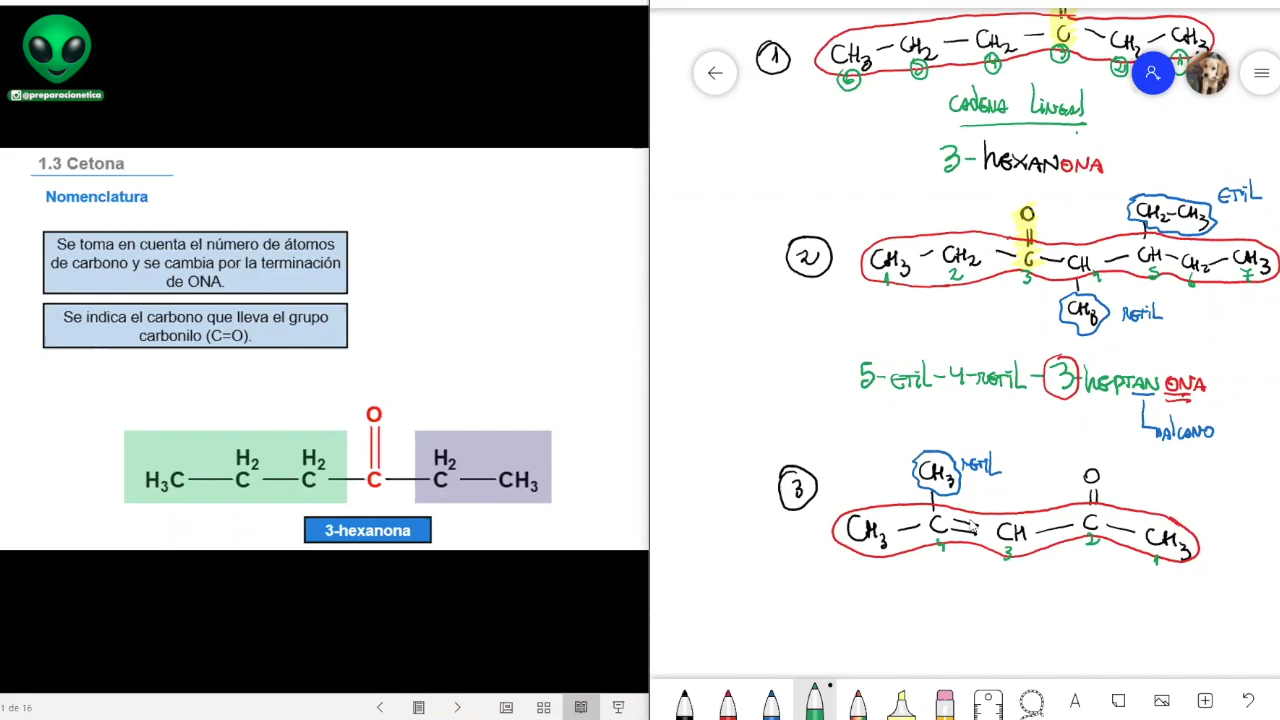 @preparacionetica
1.3 Cetona
Nomenclatura
Se toma en cuenta el número de átomos
de carbono y se cambia por la terminación
de ONA.
Se indica el carbono que lleva el grupo
carbonilo (C=O).
O
H₂ H₂ H₂
H₃C C C C C CH₃
3-hexanona
1 de 16
1
CH₃ — CH₂ — CH₂ — C — CH₂ — CH₃
6 5 4 3 2 1
CADENA LINEAL
3-HEXANONA
CH₂-CH₃ ETIL
O
2 CH₃ — CH₂ — C — CH — CH — CH₂ — CH₃
1 2 3 4 5 6 7
CH₃ METIL
5-ETIL-4-METIL-3-HEPTANONA
ALCANO
3 CH₃ METIL O
CH₃ — C = CH — C — CH₃
4 3 2 1
A